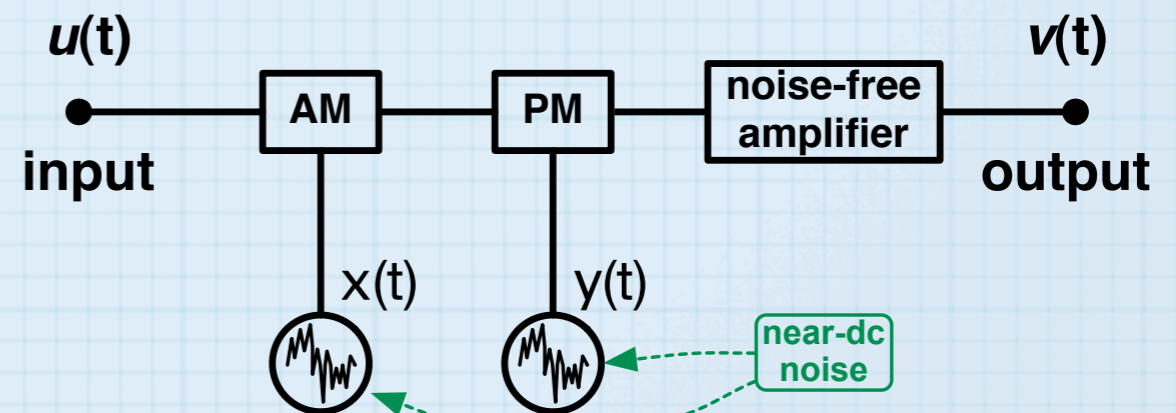 u(t)
v(t)
AM
PM
noise-free
amplifier
input
output
x(t)
y(t)
near-dc
noise